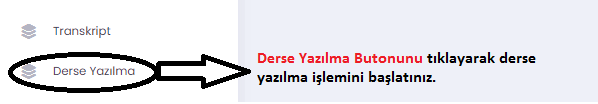 Transkript
Derse Yazılma
Derse Yazılma Butonunu tıklayarak derse
yazılma işlemini başlatınız.